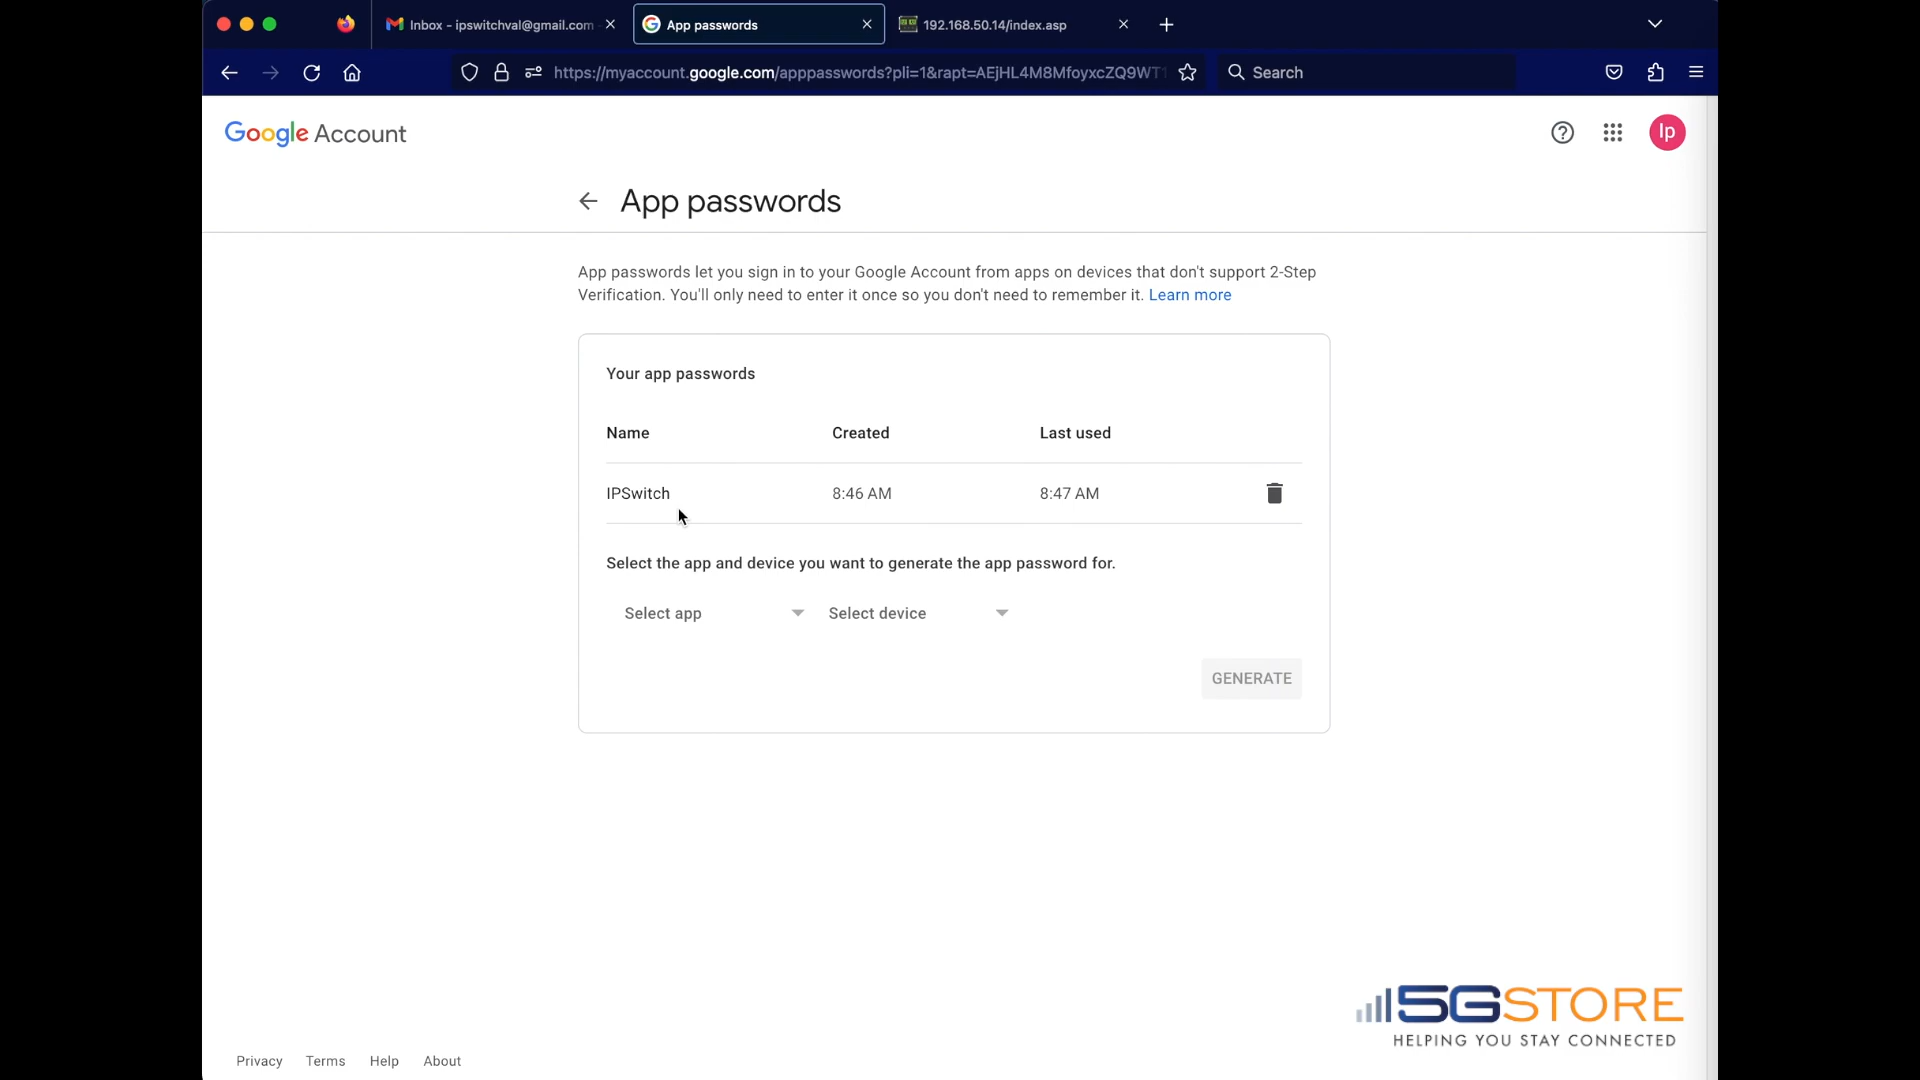 Inbox - ipswitchval@gmail.com
App passwords
192.168.50.14/index.asp
https://myaccount.google.com/apppasswords?pli=1&rapt=AEjHL4M8MfoyxcZQ9WT
Search
Google Account
Ip
App passwords
App passwords let you sign in to your Google Account from apps on devices that don't support 2-Step
Verification. You'll only need to enter it once so you don't need to remember it. Learn more
Your app passwords
Name Created Last used
IPSwitch 8:46 AM 8:47 AM
Select the app and device you want to generate the app password for.
Select app Select device
GENERATE
5GSTORE
HELPING YOU STAY CONNECTED
Privacy Terms Help About